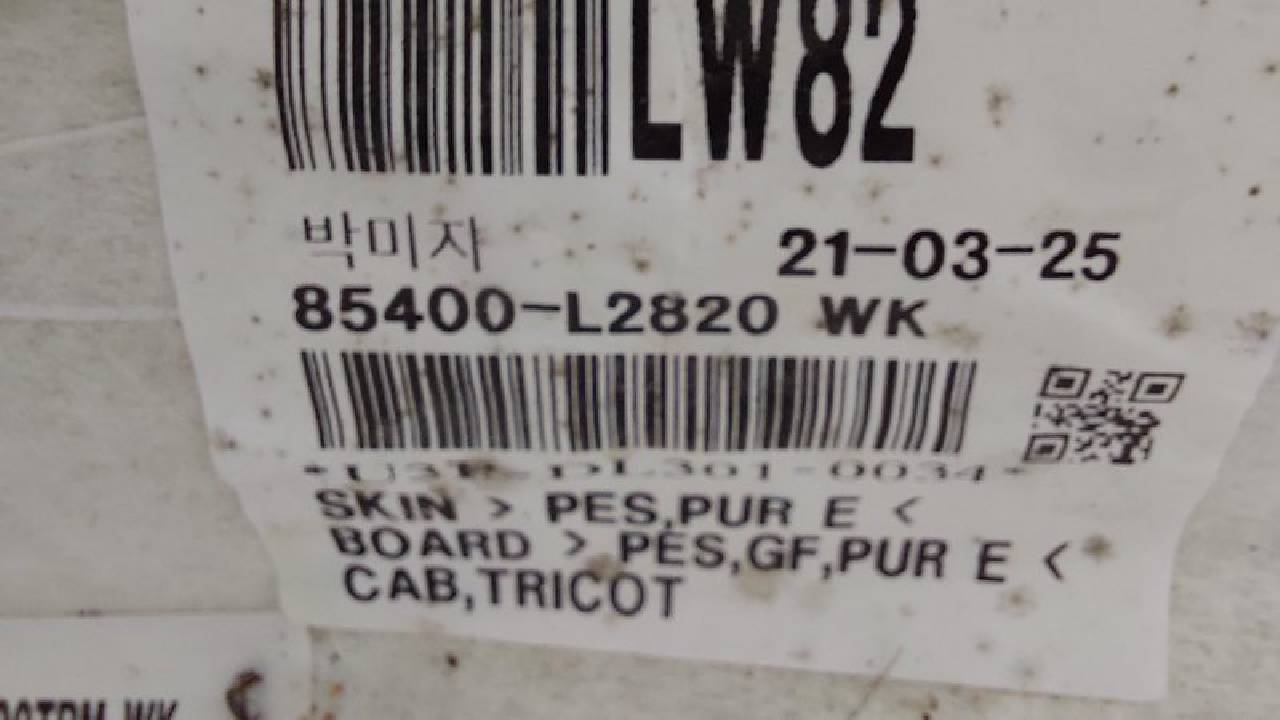 LW82
박미자 21-03-25
85400-L2820 WK
SKIN > PES,PUR E <
BOARD > PES,GF,PUR E <
CAB,TRICOT
WK